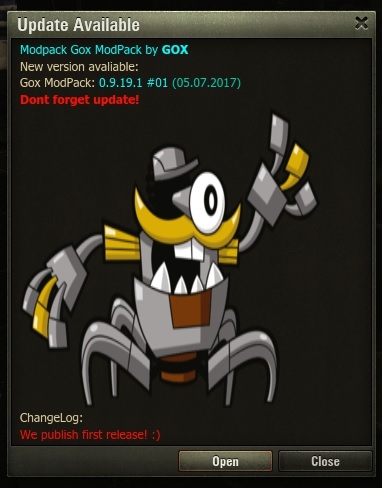 Update Available
Modpack Gox ModPack by GOX
New version avaliable:
Gox ModPack: 0.9.19.1 #01 (05.07.2017)
Dont forget update!
ChangeLog:
We publish first release! :)
Open Close